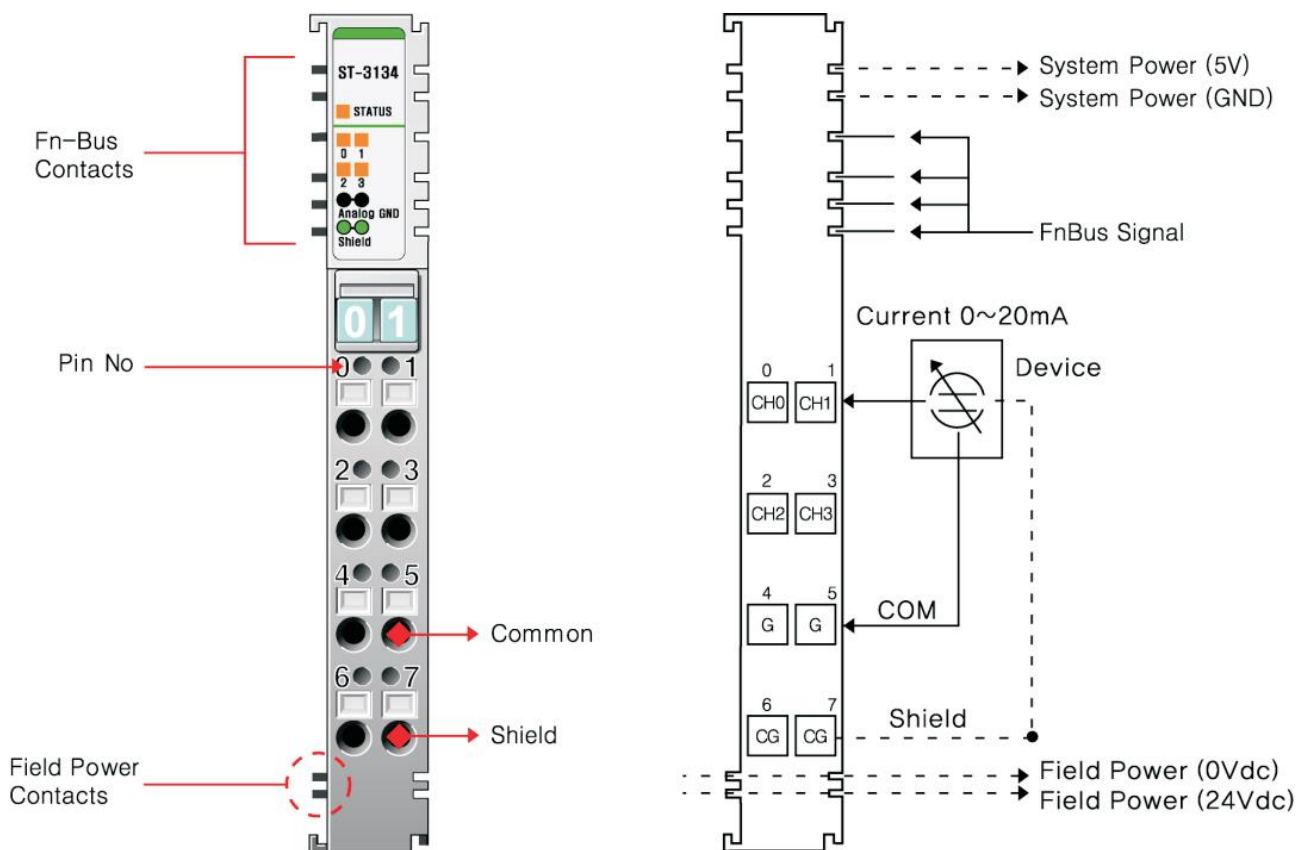 ST-3134
STATUS
0 1
2 3
Analog GND
Shield
Fn-Bus
Contacts
0 1
Pin No
0 1
2 3
4 5
Common
6 7
Shield
Field Power
Contacts
System Power (5V)
System Power (GND)
FnBus Signal
Current 0~20mA
Device
0 1
CH0 CH1
2 3
CH2 CH3
4 5
G G
COM
6 7
CG CG
Shield
Field Power (0Vdc)
Field Power (24Vdc)